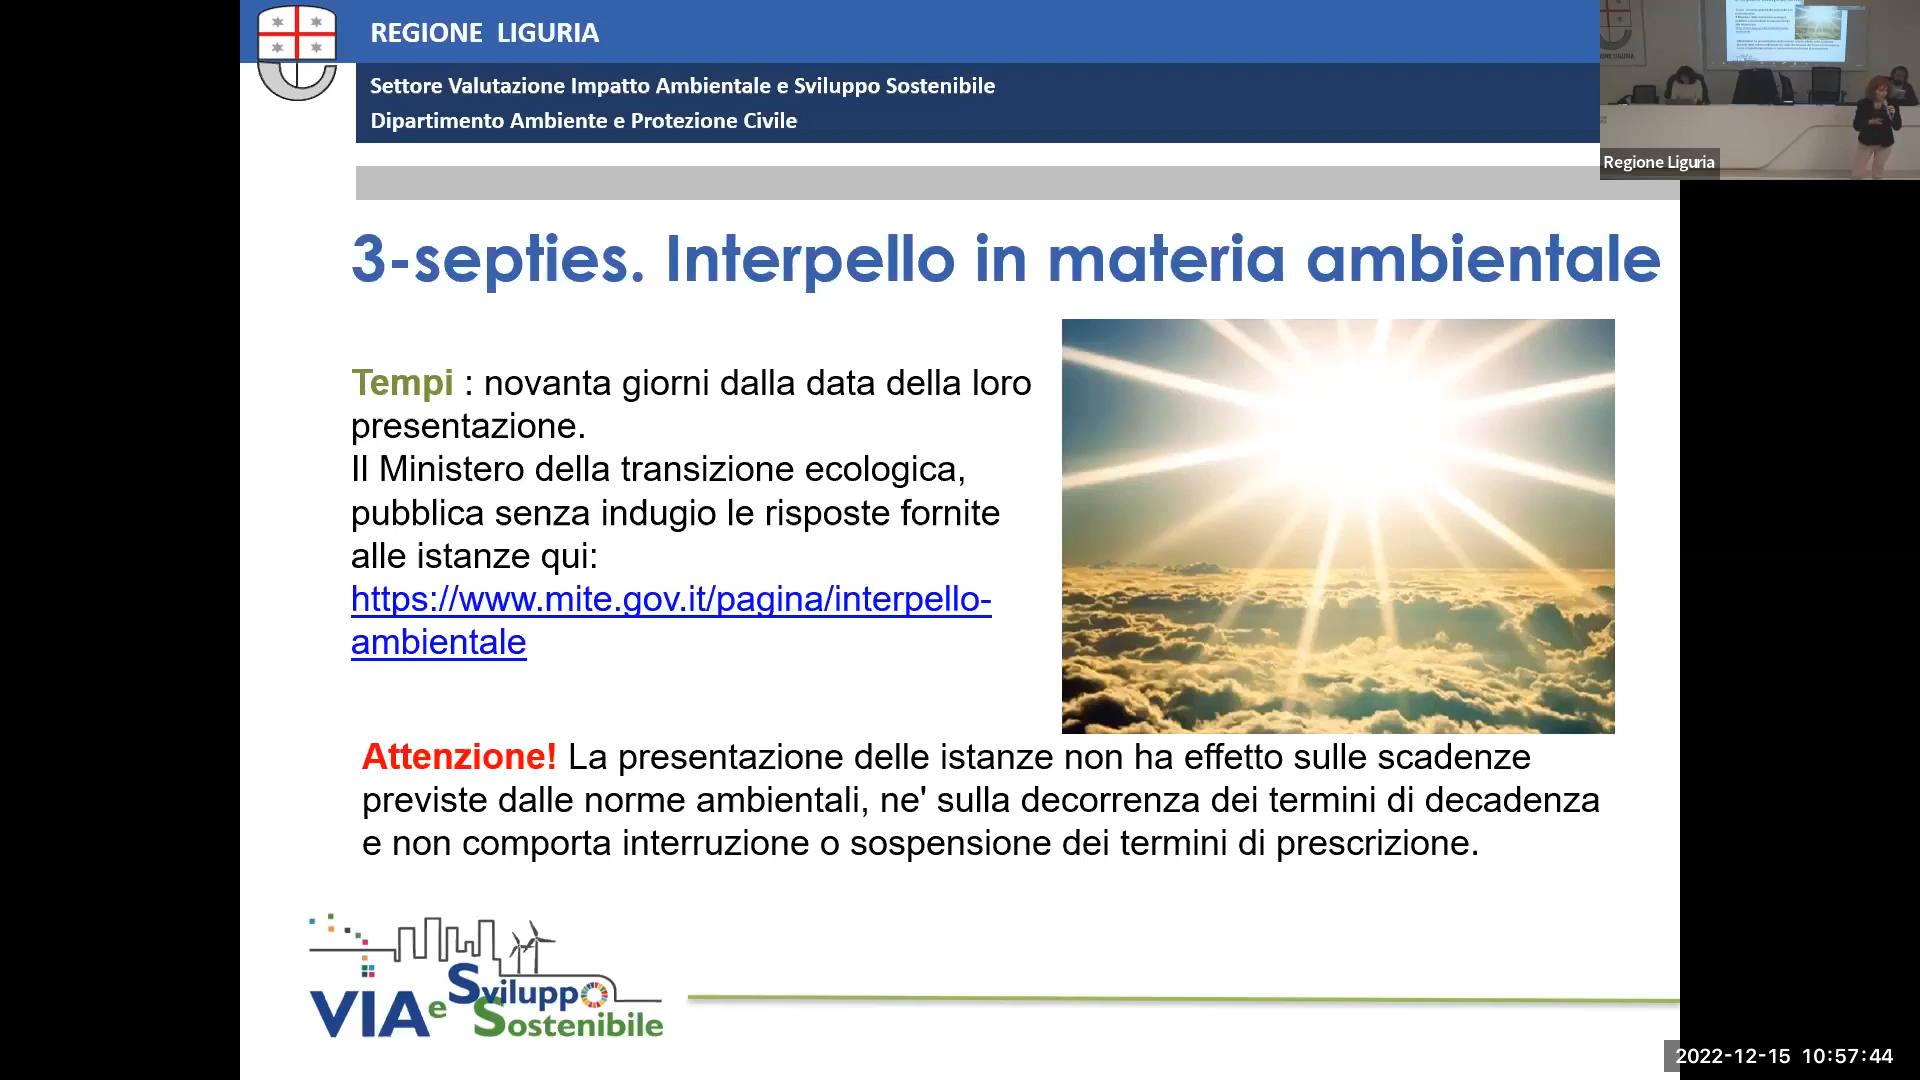 REGIONE LIGURIA
Settore Valutazione Impatto Ambientale e Sviluppo Sostenibile
Dipartimento Ambiente e Protezione Civile
Regione Liguria
3-septies. Interpello in materia ambientale
Tempi : novanta giorni dalla data della loro
presentazione.
Il Ministero della transizione ecologica,
pubblica senza indugio le risposte fornite
alle istanze qui:
https://www.mite.gov.it/pagina/interpello-
ambientale
Attenzione! La presentazione delle istanze non ha effetto sulle scadenze
previste dalle norme ambientali, ne' sulla decorrenza dei termini di decadenza
e non comporta interruzione o sospensione dei termini di prescrizione.
VIA e Sviluppo
Sostenibile
2022-12-15 10:57:44